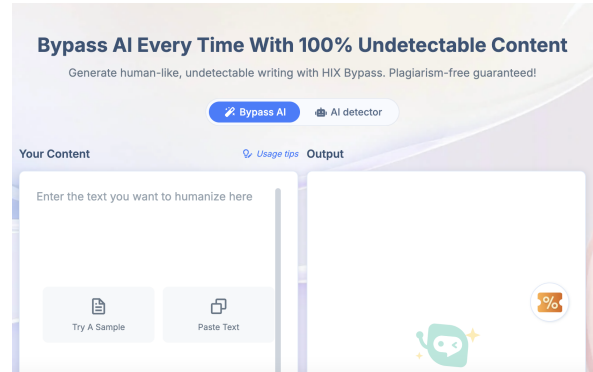 Bypass AI Every Time With 100% Undetectable Content
Generate human-like, undetectable writing with HIX Bypass. Plagiarism-free guaranteed!
Bypass AI
AI detector
Your Content
Usage tips
Output
Enter the text you want to humanize here
Try A Sample
Paste Text
%